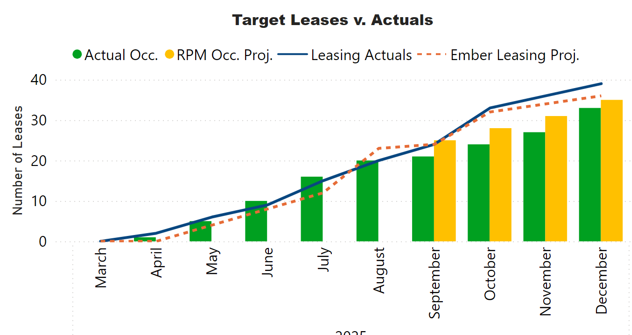 Target Leases v. Actuals
Actual Occ. RPM Occ. Proj. Leasing Actuals Ember Leasing Proj.
Number of Leases
40
30
20
10
0
March April May June July August September October November December
2025